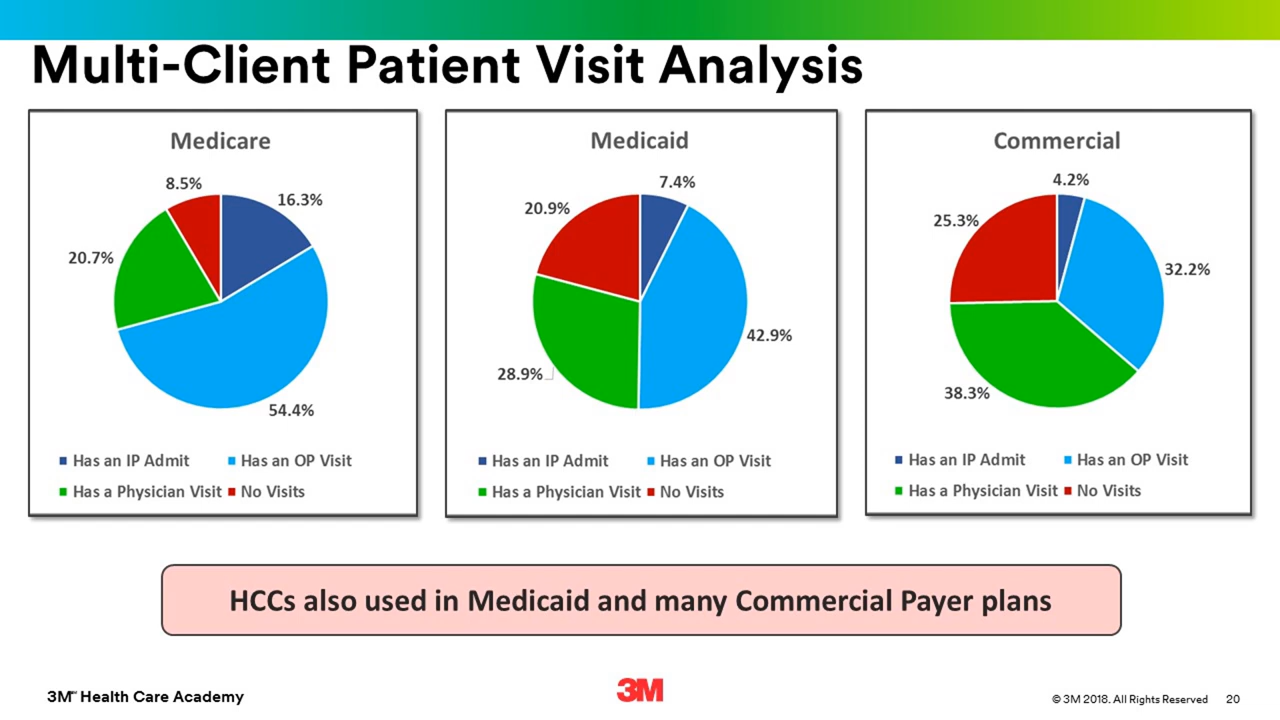 Multi-Client Patient Visit Analysis
Medicare
8.5%
16.3%
20.7%
54.4%
Has an IP Admit
Has an OP Visit
Has a Physician Visit
No Visits
Medicaid
7.4%
20.9%
42.9%
28.9%
Has an IP Admit
Has an OP Visit
Has a Physician Visit
No Visits
Commercial
4.2%
25.3%
32.2%
38.3%
Has an IP Admit
Has an OP Visit
Has a Physician Visit
No Visits
HCCs also used in Medicaid and many Commercial Payer plans
3M℠ Health Care Academy
3M
© 3M 2018. All Rights Reserved
20